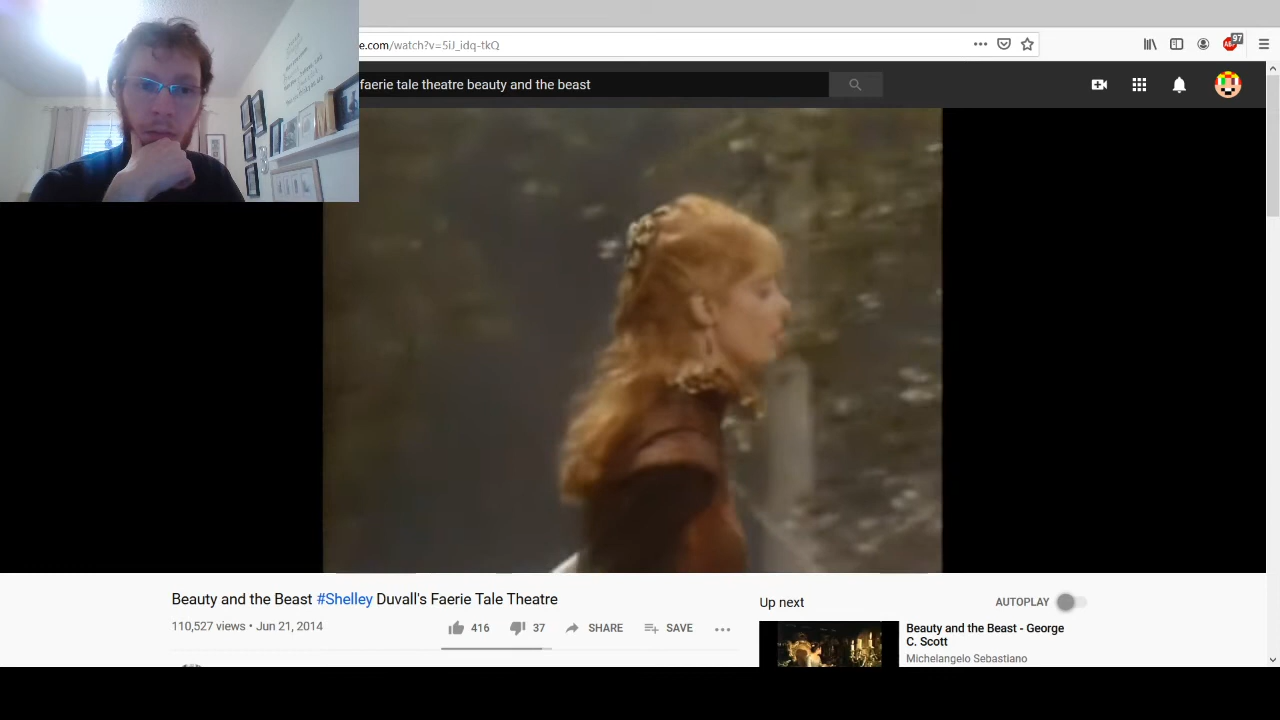 e.com/watch?v=5iJ_idq-tkQ
97
faerie tale theatre beauty and the beast
Beauty and the Beast #Shelley Duvall's Faerie Tale Theatre
110,527 views • Jun 21, 2014
416
37
SHARE
SAVE
Up next
AUTOPLAY
Beauty and the Beast - George
C. Scott
Michelangelo Sebastiano